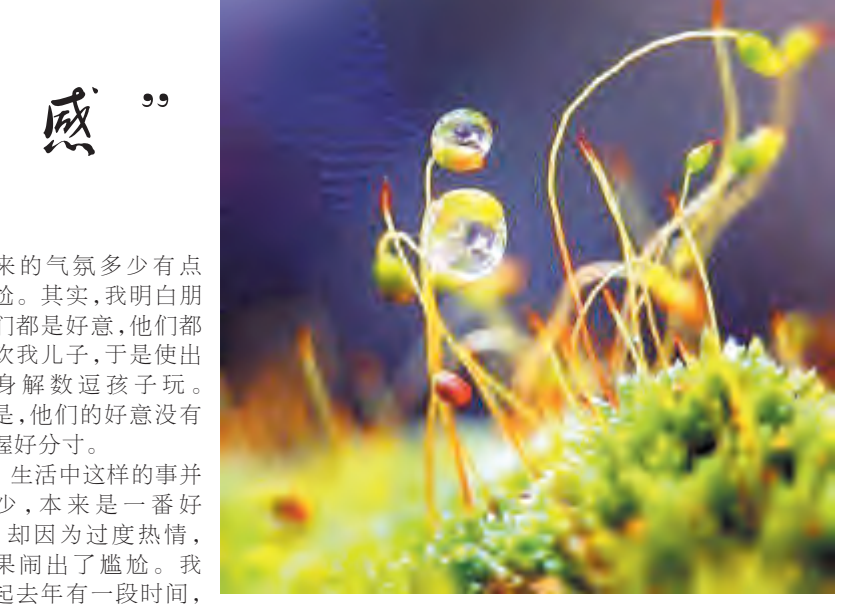 感”
来的气氛多少有点
尬。其实,我明白朋
们都是好意,他们都
欢我儿子,于是使出
身解数逗孩子玩。
是,他们的好意没有
握好分寸。
生活中这样的事并
少,本来是一番好
却因为过度热情,
果闹出了尴尬。我
起去年有一段时间,